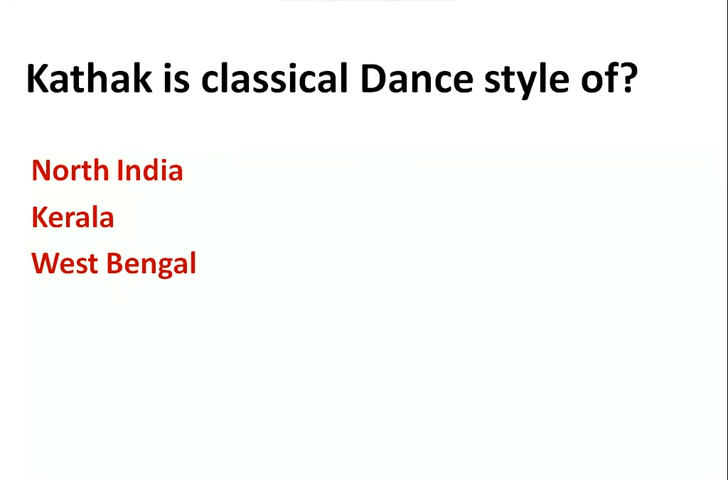 Kathak is classical Dance style of?
North India
Kerala
West Bengal